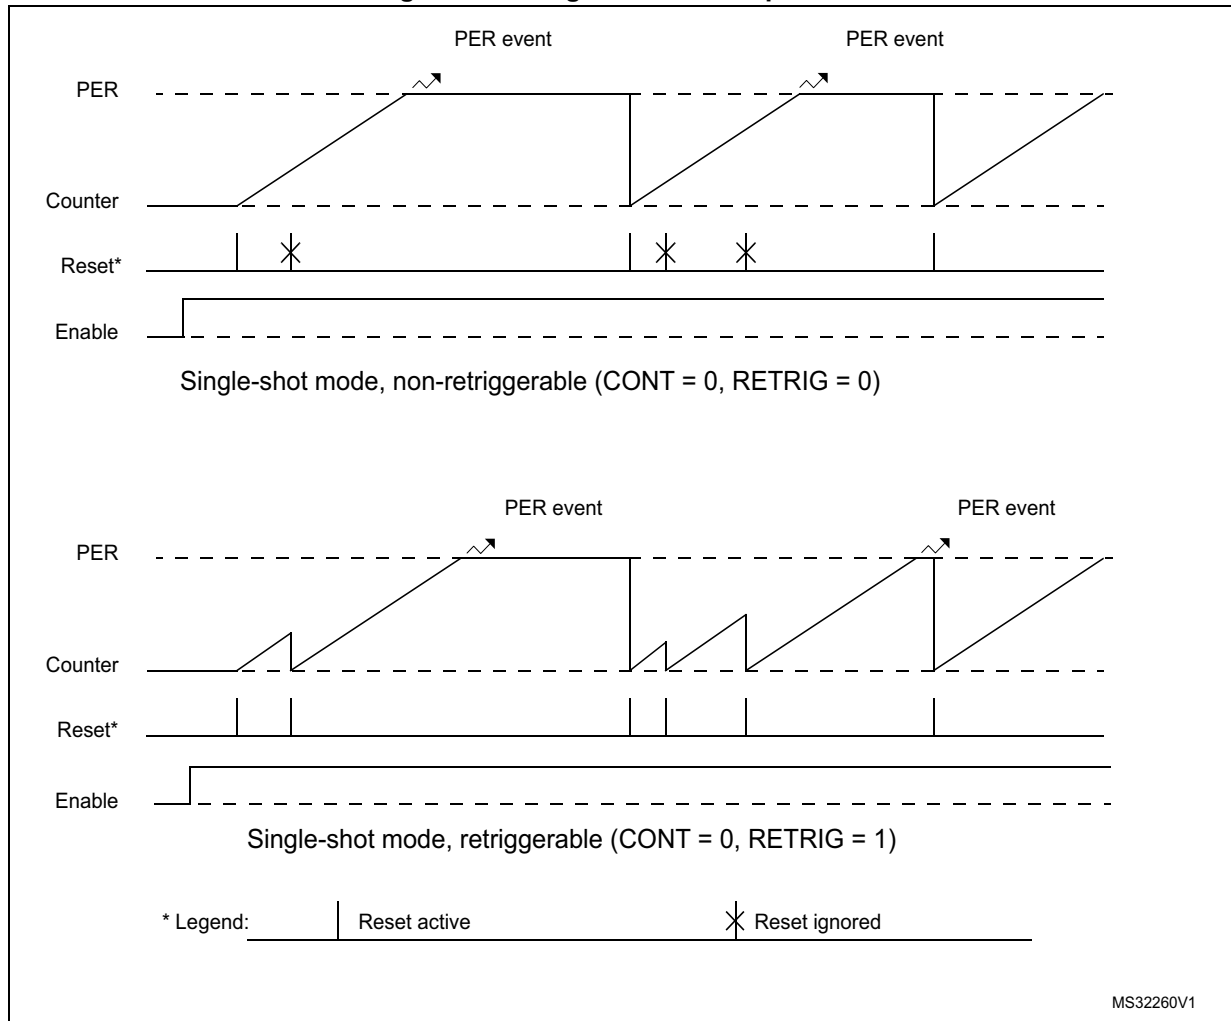 PER event PER event
PER
Counter
Reset*
Enable
Single-shot mode, non-retriggerable (CONT = 0, RETRIG = 0)
PER event PER event
PER
Counter
Reset*
Enable
Single-shot mode, retriggerable (CONT = 0, RETRIG = 1)
* Legend: Reset active Reset ignored
MS32260V1